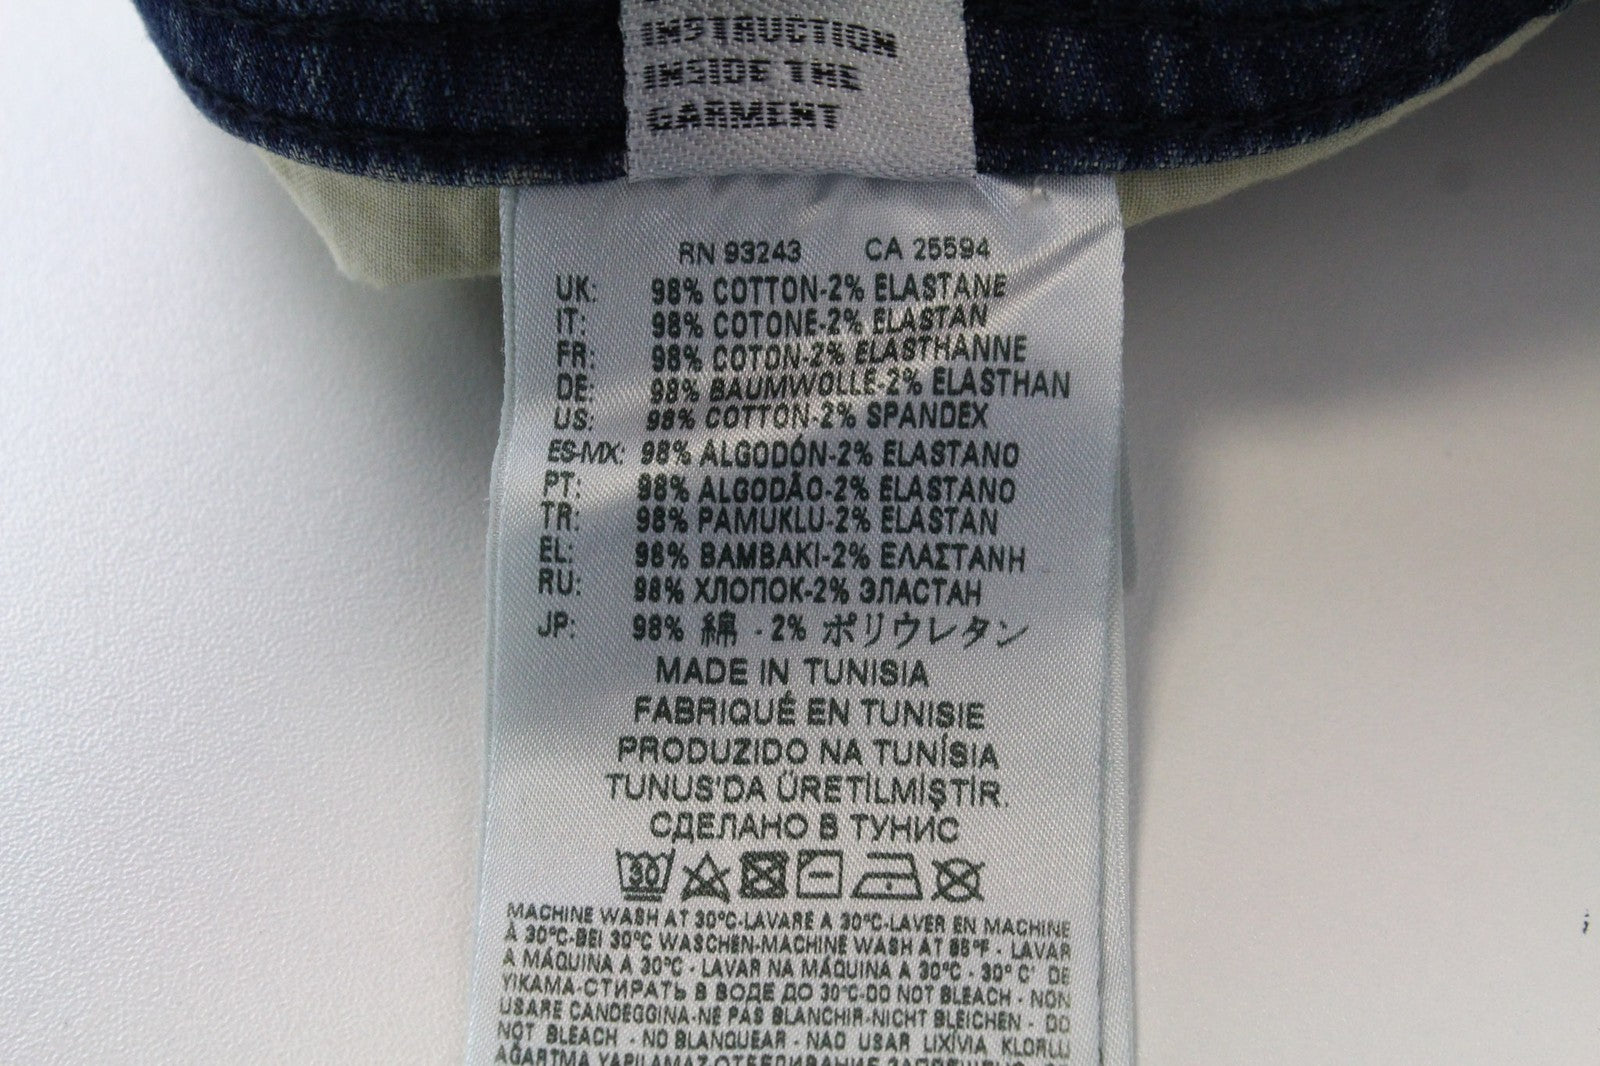 INSTRUCTION
INSIDE THE
GARMENT
RN 93243 CA 25594
UK: 98% COTTON-2% ELASTANE
IT: 98% COTONE-2% ELASTAN
FR: 98% COTON-2% ELASTHANNE
DE: 98% BAUMWOLLE-2% ELASTHAN
US: 98% COTTON-2% SPANDEX
ES-MX: 98% ALGODÓN-2% ELASTANO
PT: 98% ALGODÃO-2% ELASTANO
TR: 98% PAMUKLU-2% ELASTAN
EL: 98% BAMBAKI-2% ΕΛΑΣΤΑΝΗ
RU: 98% ХЛОПОК-2% ЭЛАСТАН
JP: 98% 綿 - 2% ポリウレタン
MADE IN TUNISIA
FABRIQUÉ EN TUNISIE
PRODUZIDO NA TUNÍSIA
TUNUS'DA ÜRETİLMİŞTİR.
СДЕЛАНО В ТУНИС
30
MACHINE WASH AT 30°C-LAVARE A 30°C-LAVER EN MACHINE
À 30°C-BEI 30°C WASCHEN-MACHINE WASH AT 86°F - LAVAR
A MÁQUINA A 30°C - LAVAR NA MÁQUINA A 30°C - 30° C' DE
YIKAMA-СТИРАТЬ В ВОДЕ ДО 30°C-DO NOT BLEACH - NON
USARE CANDEGGINA-NE PAS BLANCHIR-NICHT BLEICHEN - DO
NOT BLEACH - NO BLANQUEAR - NAO USAR LIXÍVIA KLORLU
AĞARTMA YAPILAMAZ-ОТБЕЛИВАНИЕ ЗАПРЕЩЕНО